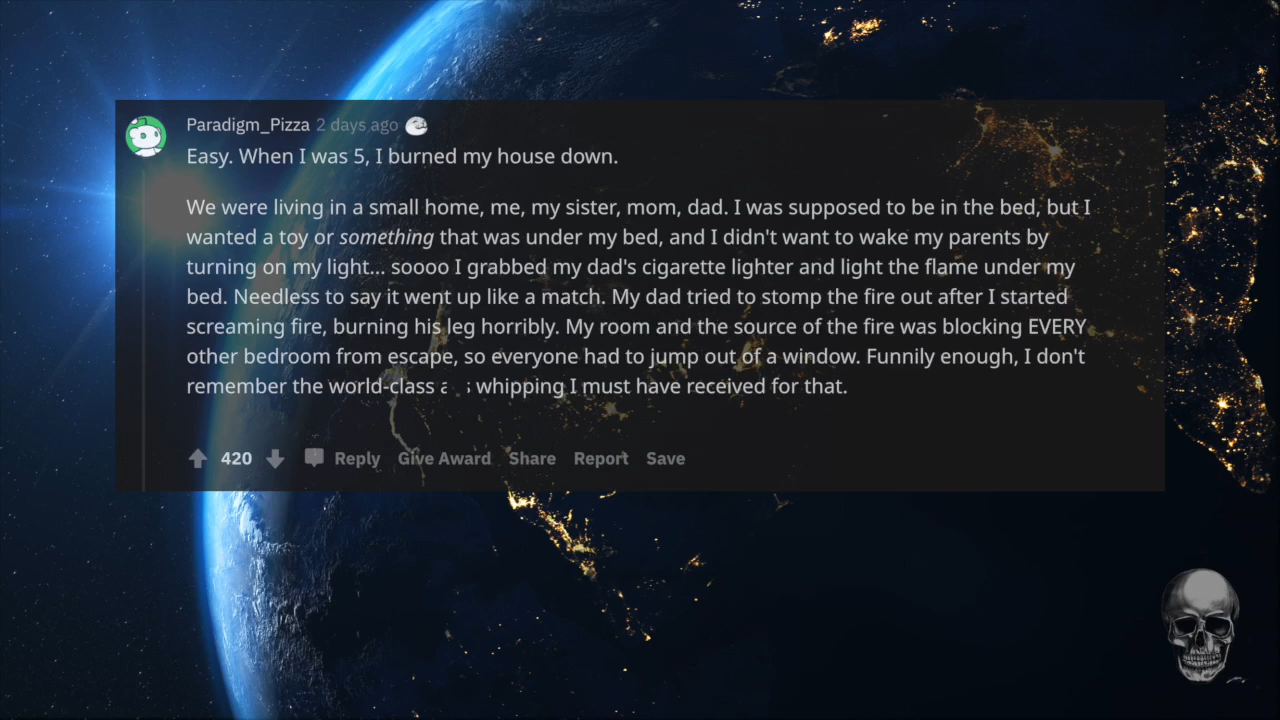 Paradigm_Pizza 2 days ago
Easy. When I was 5, I burned my house down.
We were living in a small home, me, my sister, mom, dad. I was supposed to be in the bed, but I
wanted a toy or something that was under my bed, and I didn't want to wake my parents by
turning on my light... soooo I grabbed my dad's cigarette lighter and light the flame under my
bed. Needless to say it went up like a match. My dad tried to stomp the fire out after I started
screaming fire, burning his leg horribly. My room and the source of the fire was blocking EVERY
other bedroom from escape, so everyone had to jump out of a window. Funnily enough, I don't
remember the world-class whipping I must have received for that.
420 Reply Give Award Share Report Save